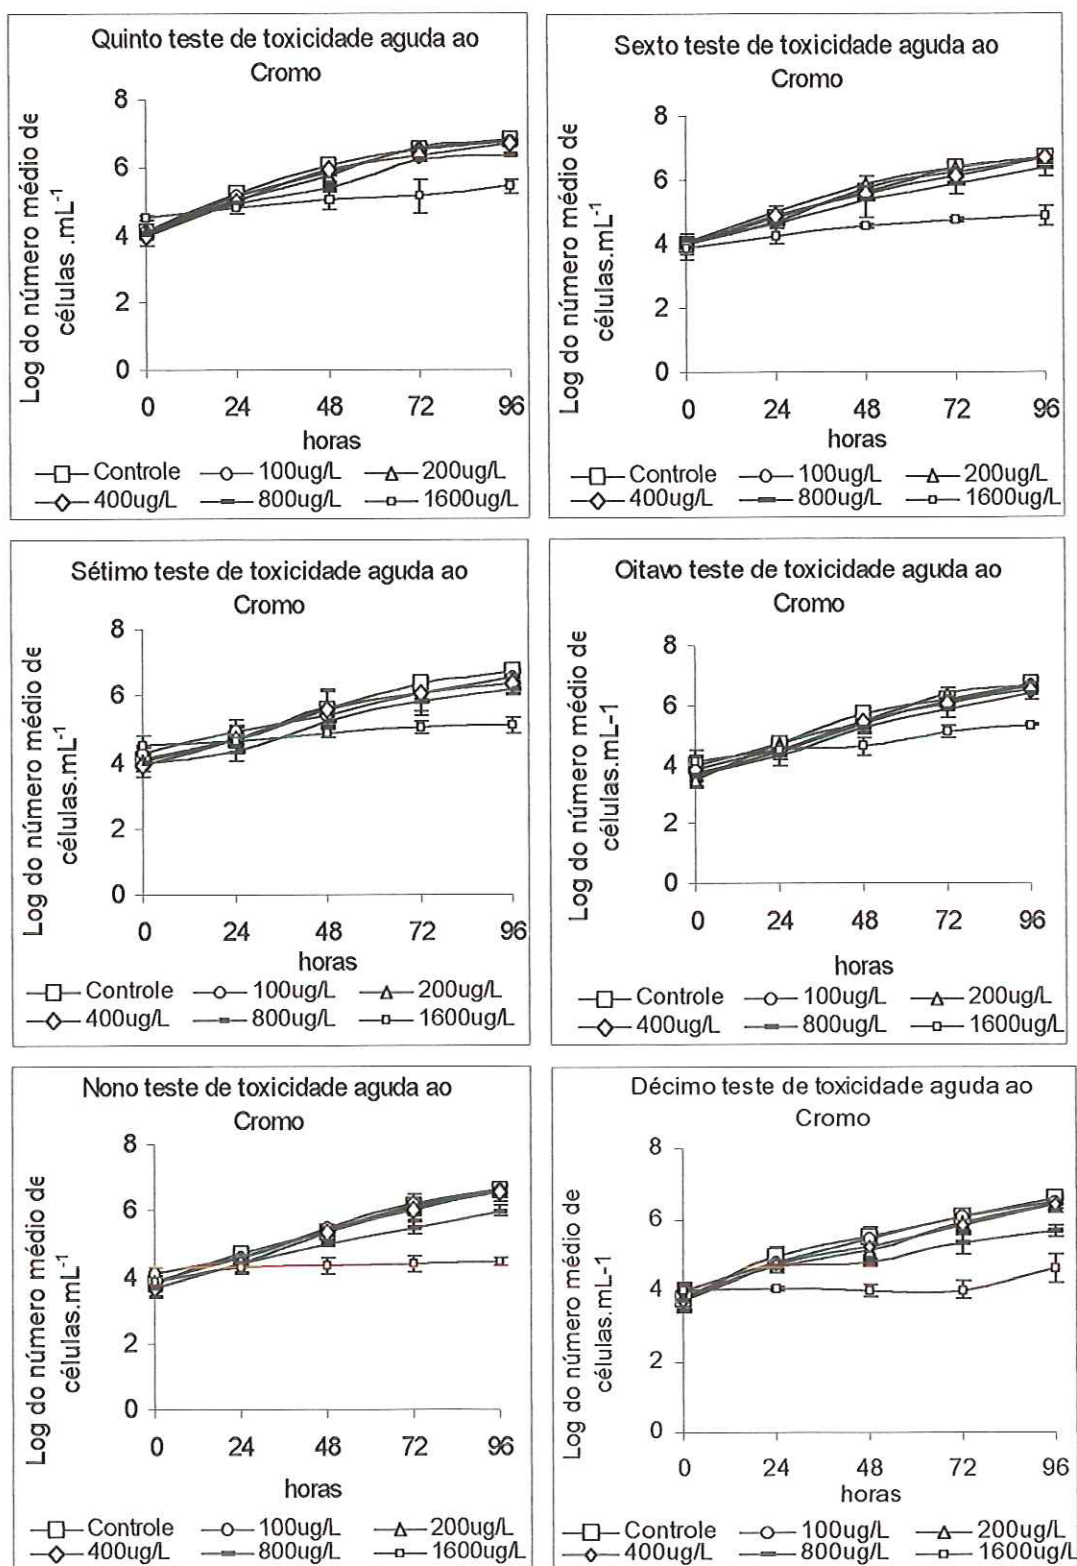 Quinto teste de toxicidade aguda ao
Cromo
Log do número médio de
células .mL-1
8
6
4
2
0
0 24 48 72 96
horas
Controle 100ug/L 200ug/L
400ug/L 800ug/L 1600ug/L
Sexto teste de toxicidade aguda ao
Cromo
Log do número médio de
células.mL-1
8
6
4
2
0
0 24 48 72 96
horas
Controle 100ug/L 200ug/L
400ug/L 800ug/L 1600ug/L
Sétimo teste de toxicidade aguda ao
Cromo
Log do número médio de
células.mL-1
8
6
4
2
0
0 24 48 72 96
horas
Controle 100ug/L 200ug/L
400ug/L 800ug/L 1600ug/L
Oitavo teste de toxicidade aguda ao
Cromo
Log do número médio de
células.mL-1
8
6
4
2
0
0 24 48 72 96
horas
Controle 100ug/L 200ug/L
400ug/L 800ug/L 1600ug/L
Nono teste de toxicidade aguda ao
Cromo
Log do número médio de
células.mL-1
8
6
4
2
0
0 24 48 72 96
horas
Controle 100ug/L 200ug/L
400ug/L 800ug/L 1600ug/L
Décimo teste de toxicidade aguda ao
Cromo
Log do número médio de
células.mL-1
8
6
4
2
0
0 24 48 72 96
horas
Controle 100ug/L 200ug/L
400ug/L 800ug/L 1600ug/L